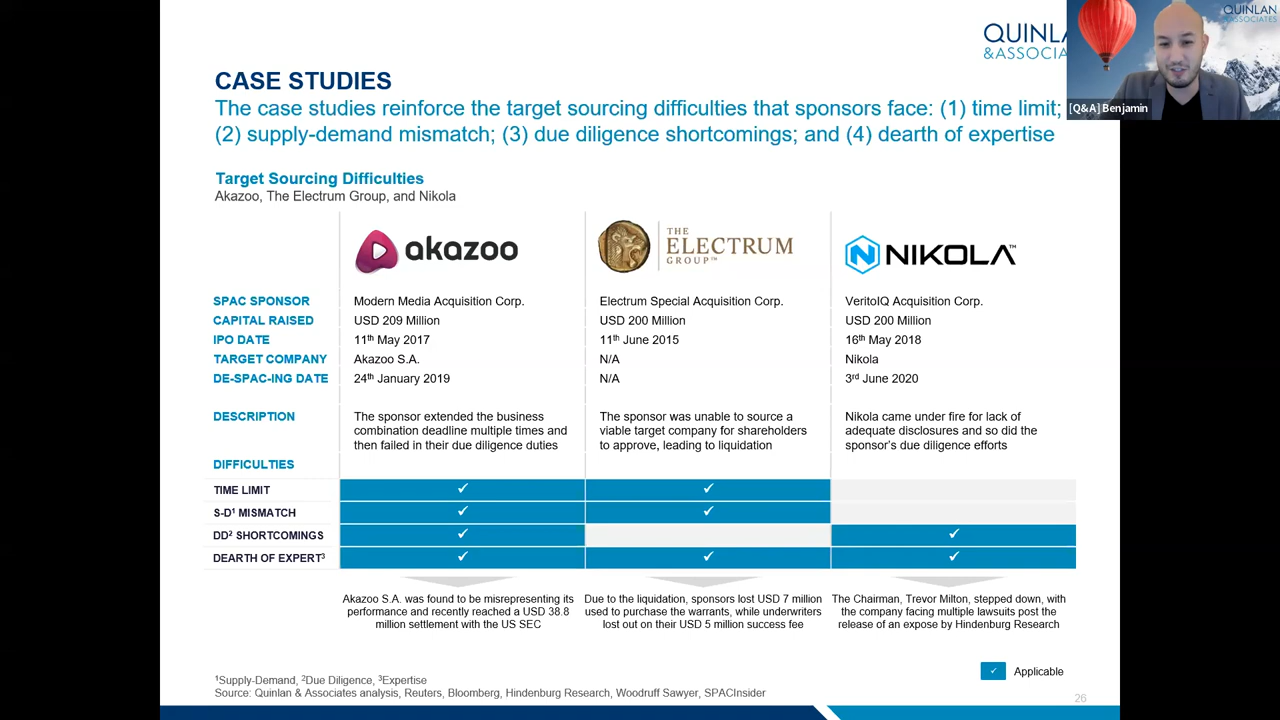 QUINLAN
&ASSOCIATES
QUINL
&ASSOCIA
[Q&A] Benjamin
CASE STUDIES
The case studies reinforce the target sourcing difficulties that sponsors face: (1) time limit;
(2) supply-demand mismatch; (3) due diligence shortcomings; and (4) dearth of expertise
Target Sourcing Difficulties
Akazoo, The Electrum Group, and Nikola
akazoo
THE
ELECTRUM
GROUP™
NIKOLA™
SPAC SPONSOR Modern Media Acquisition Corp. Electrum Special Acquisition Corp. VeritoIQ Acquisition Corp.
CAPITAL RAISED USD 209 Million USD 200 Million USD 200 Million
IPO DATE 11th May 2017 11th June 2015 16th May 2018
TARGET COMPANY Akazoo S.A. N/A Nikola
DE-SPAC-ING DATE 24th January 2019 N/A 3rd June 2020
DESCRIPTION
The sponsor extended the business
combination deadline multiple times and
then failed in their due diligence duties
The sponsor was unable to source a
viable target company for shareholders
to approve, leading to liquidation
Nikola came under fire for lack of
adequate disclosures and so did the
sponsor's due diligence efforts
DIFFICULTIES
TIME LIMIT ✓ ✓
S-D¹ MISMATCH ✓ ✓
DD² SHORTCOMINGS ✓ ✓
DEARTH OF EXPERT³ ✓ ✓ ✓
Akazoo S.A. was found to be misrepresenting its
performance and recently reached a USD 38.8
million settlement with the US SEC
Due to the liquidation, sponsors lost USD 7 million
used to purchase the warrants, while underwriters
lost out on their USD 5 million success fee
The Chairman, Trevor Milton, stepped down, with
the company facing multiple lawsuits post the
release of an expose by Hindenburg Research
✓ Applicable
¹Supply-Demand, ²Due Diligence, ³Expertise
Source: Quinlan & Associates analysis, Reuters, Bloomberg, Hindenburg Research, Woodruff Sawyer, SPACInsider
26